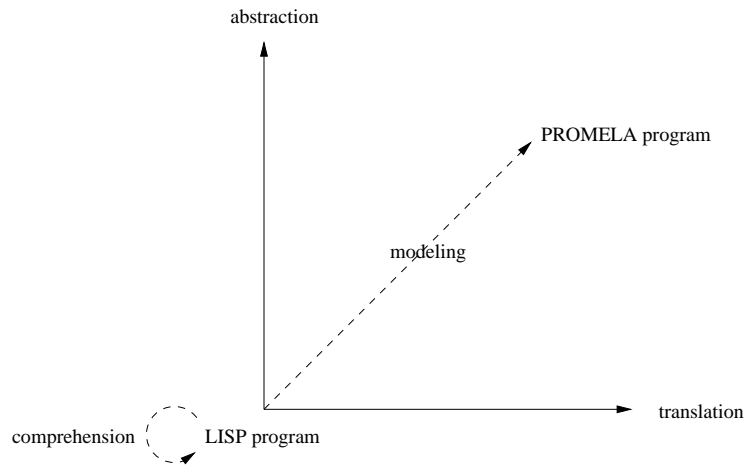 abstraction
PROMELA program
modeling
translation
comprehension
LISP program